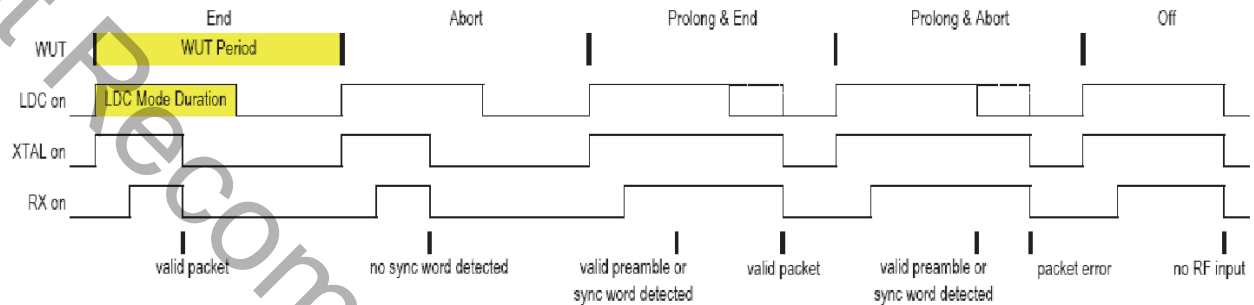 End Abort Prolong & End Prolong & Abort Off
WUT WUT Period
LDC on LDC Mode Duration
XTAL on
RX on
valid packet no sync word detected valid preamble or valid packet valid preamble or packet error no RF input
sync word detected sync word detected
t Recom